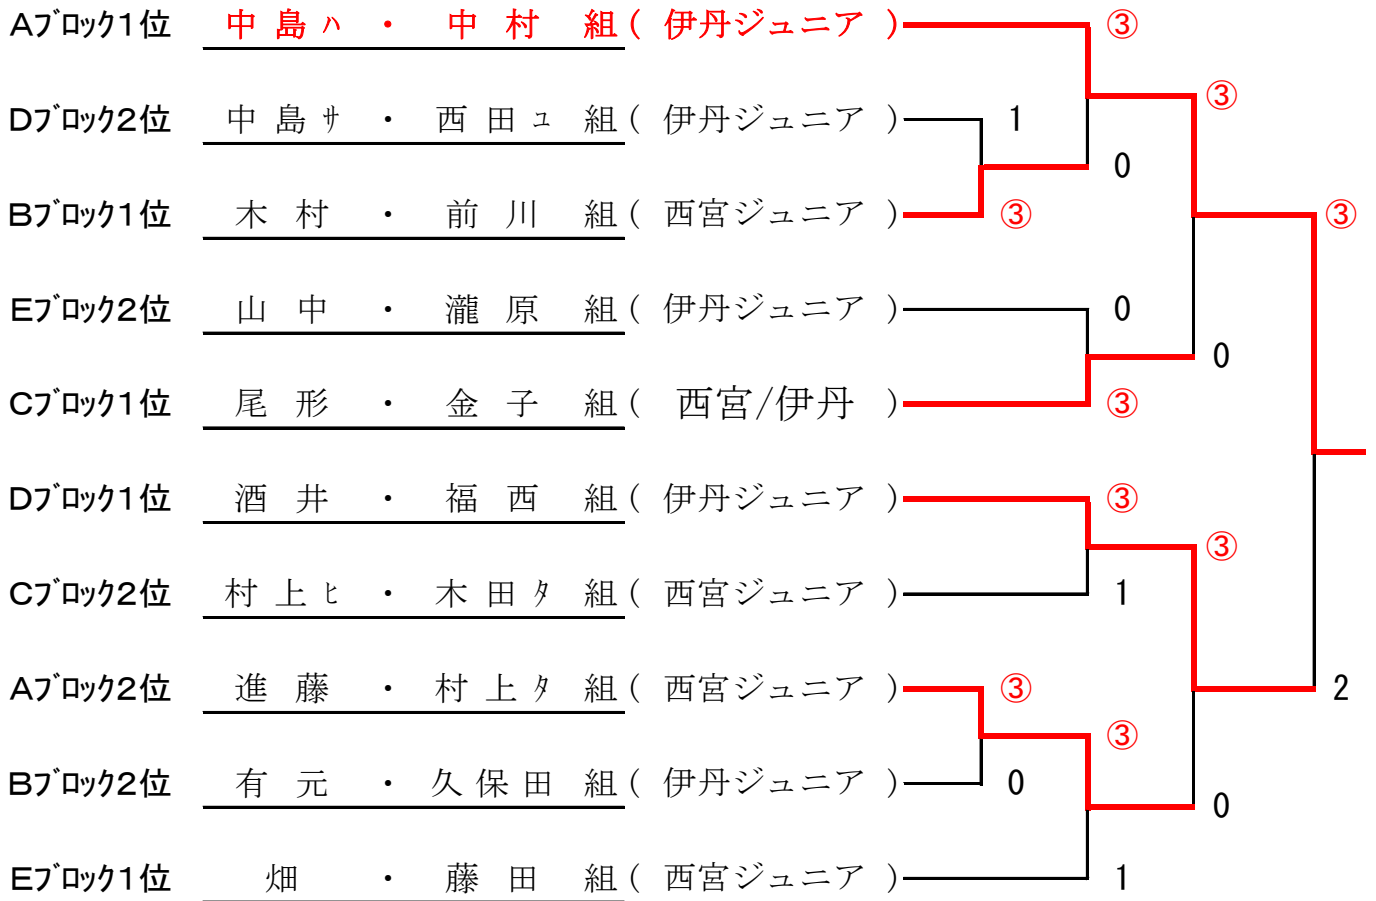 Aﾌﾞﾛｯｸ1位 中島ﾊ ・ 中村 組( 伊丹ジュニア ) ③
③
Dﾌﾞﾛｯｸ2位 中島ｻ ・ 西田ュ 組( 伊丹ジュニア ) 1
0
Bﾌﾞﾛｯｸ1位 木村 ・ 前川 組( 西宮ジュニア ) ③ ③
Eﾌﾞﾛｯｸ2位 山中 ・ 瀧原 組( 伊丹ジュニア ) 0
0
Cﾌﾞﾛｯｸ1位 尾形 ・ 金子 組( 西宮/伊丹 ) ③
Dﾌﾞﾛｯｸ1位 酒井 ・ 福西 組( 伊丹ジュニア ) ③
③
Cﾌﾞﾛｯｸ2位 村上ﾋ ・ 木田ﾀ 組( 西宮ジュニア ) 1
Aﾌﾞﾛｯｸ2位 進藤 ・ 村上ﾀ 組( 西宮ジュニア ) ③ 2
③
Bﾌﾞﾛｯｸ2位 有元 ・ 久保田 組( 伊丹ジュニア ) 0
0
Eﾌﾞﾛｯｸ1位 畑 ・ 藤田 組( 西宮ジュニア ) 1